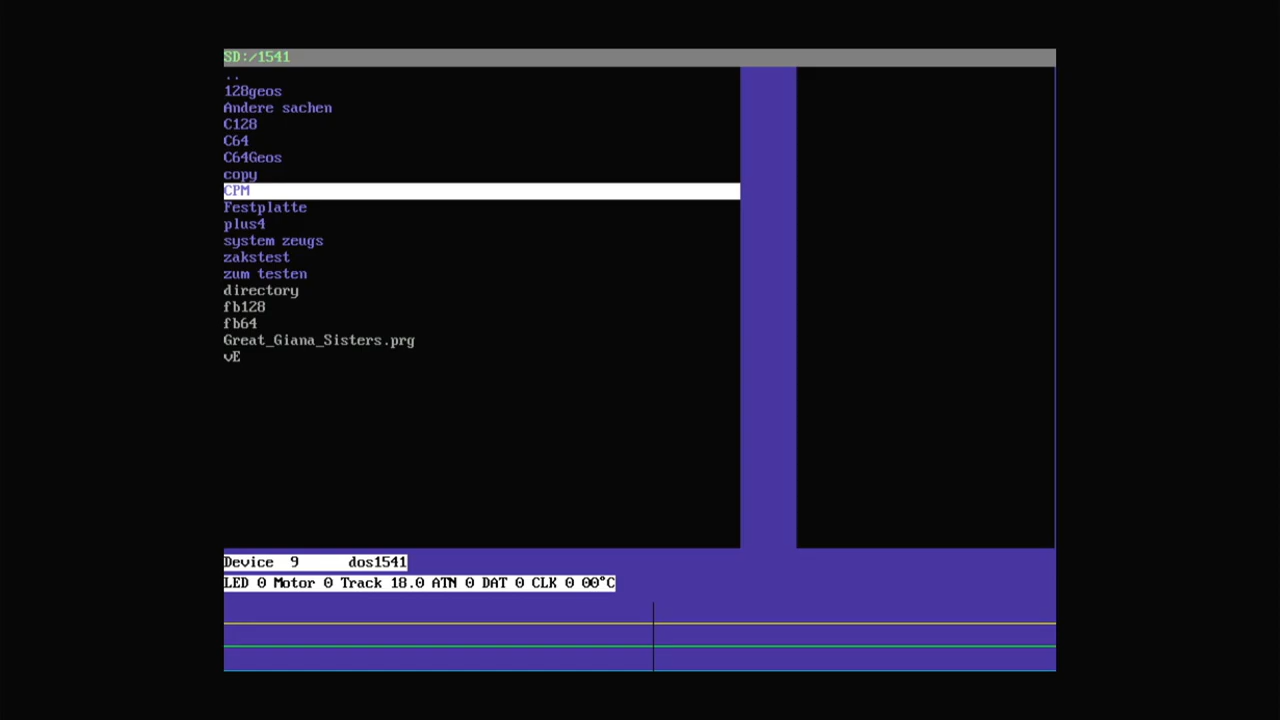 SD:/1541
..
128geos
Andere sachen
C128
C64
C64Geos
copy
CPM
Festplatte
plus4
system zeugs
zakstest
zum testen
directory
fb128
fb64
Great_Giana_Sisters.prg
vE
Device 9 dos1541
LED 0 Motor 0 Track 18.0 ATN 0 DAT 0 CLK 0 00°C